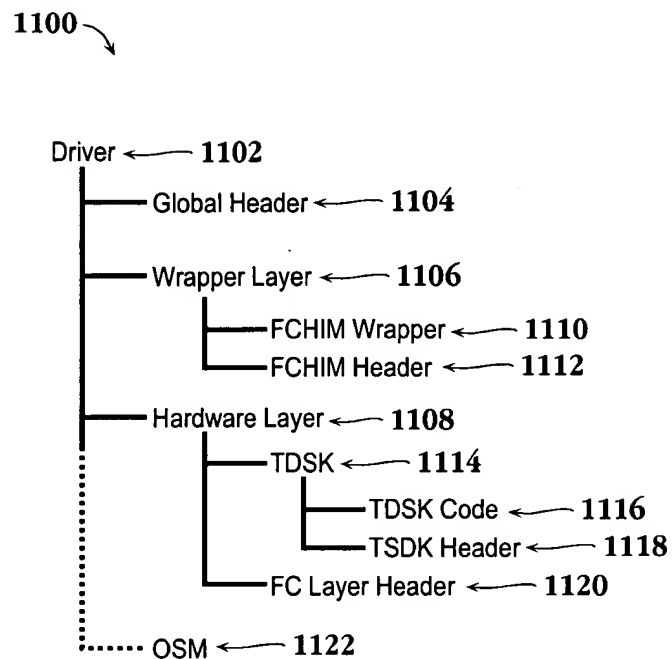 1100
Driver 1102
Global Header 1104
Wrapper Layer 1106
FCHIM Wrapper 1110
FCHIM Header 1112
Hardware Layer 1108
TDSK 1114
TDSK Code 1116
TSDK Header 1118
FC Layer Header 1120
OSM 1122